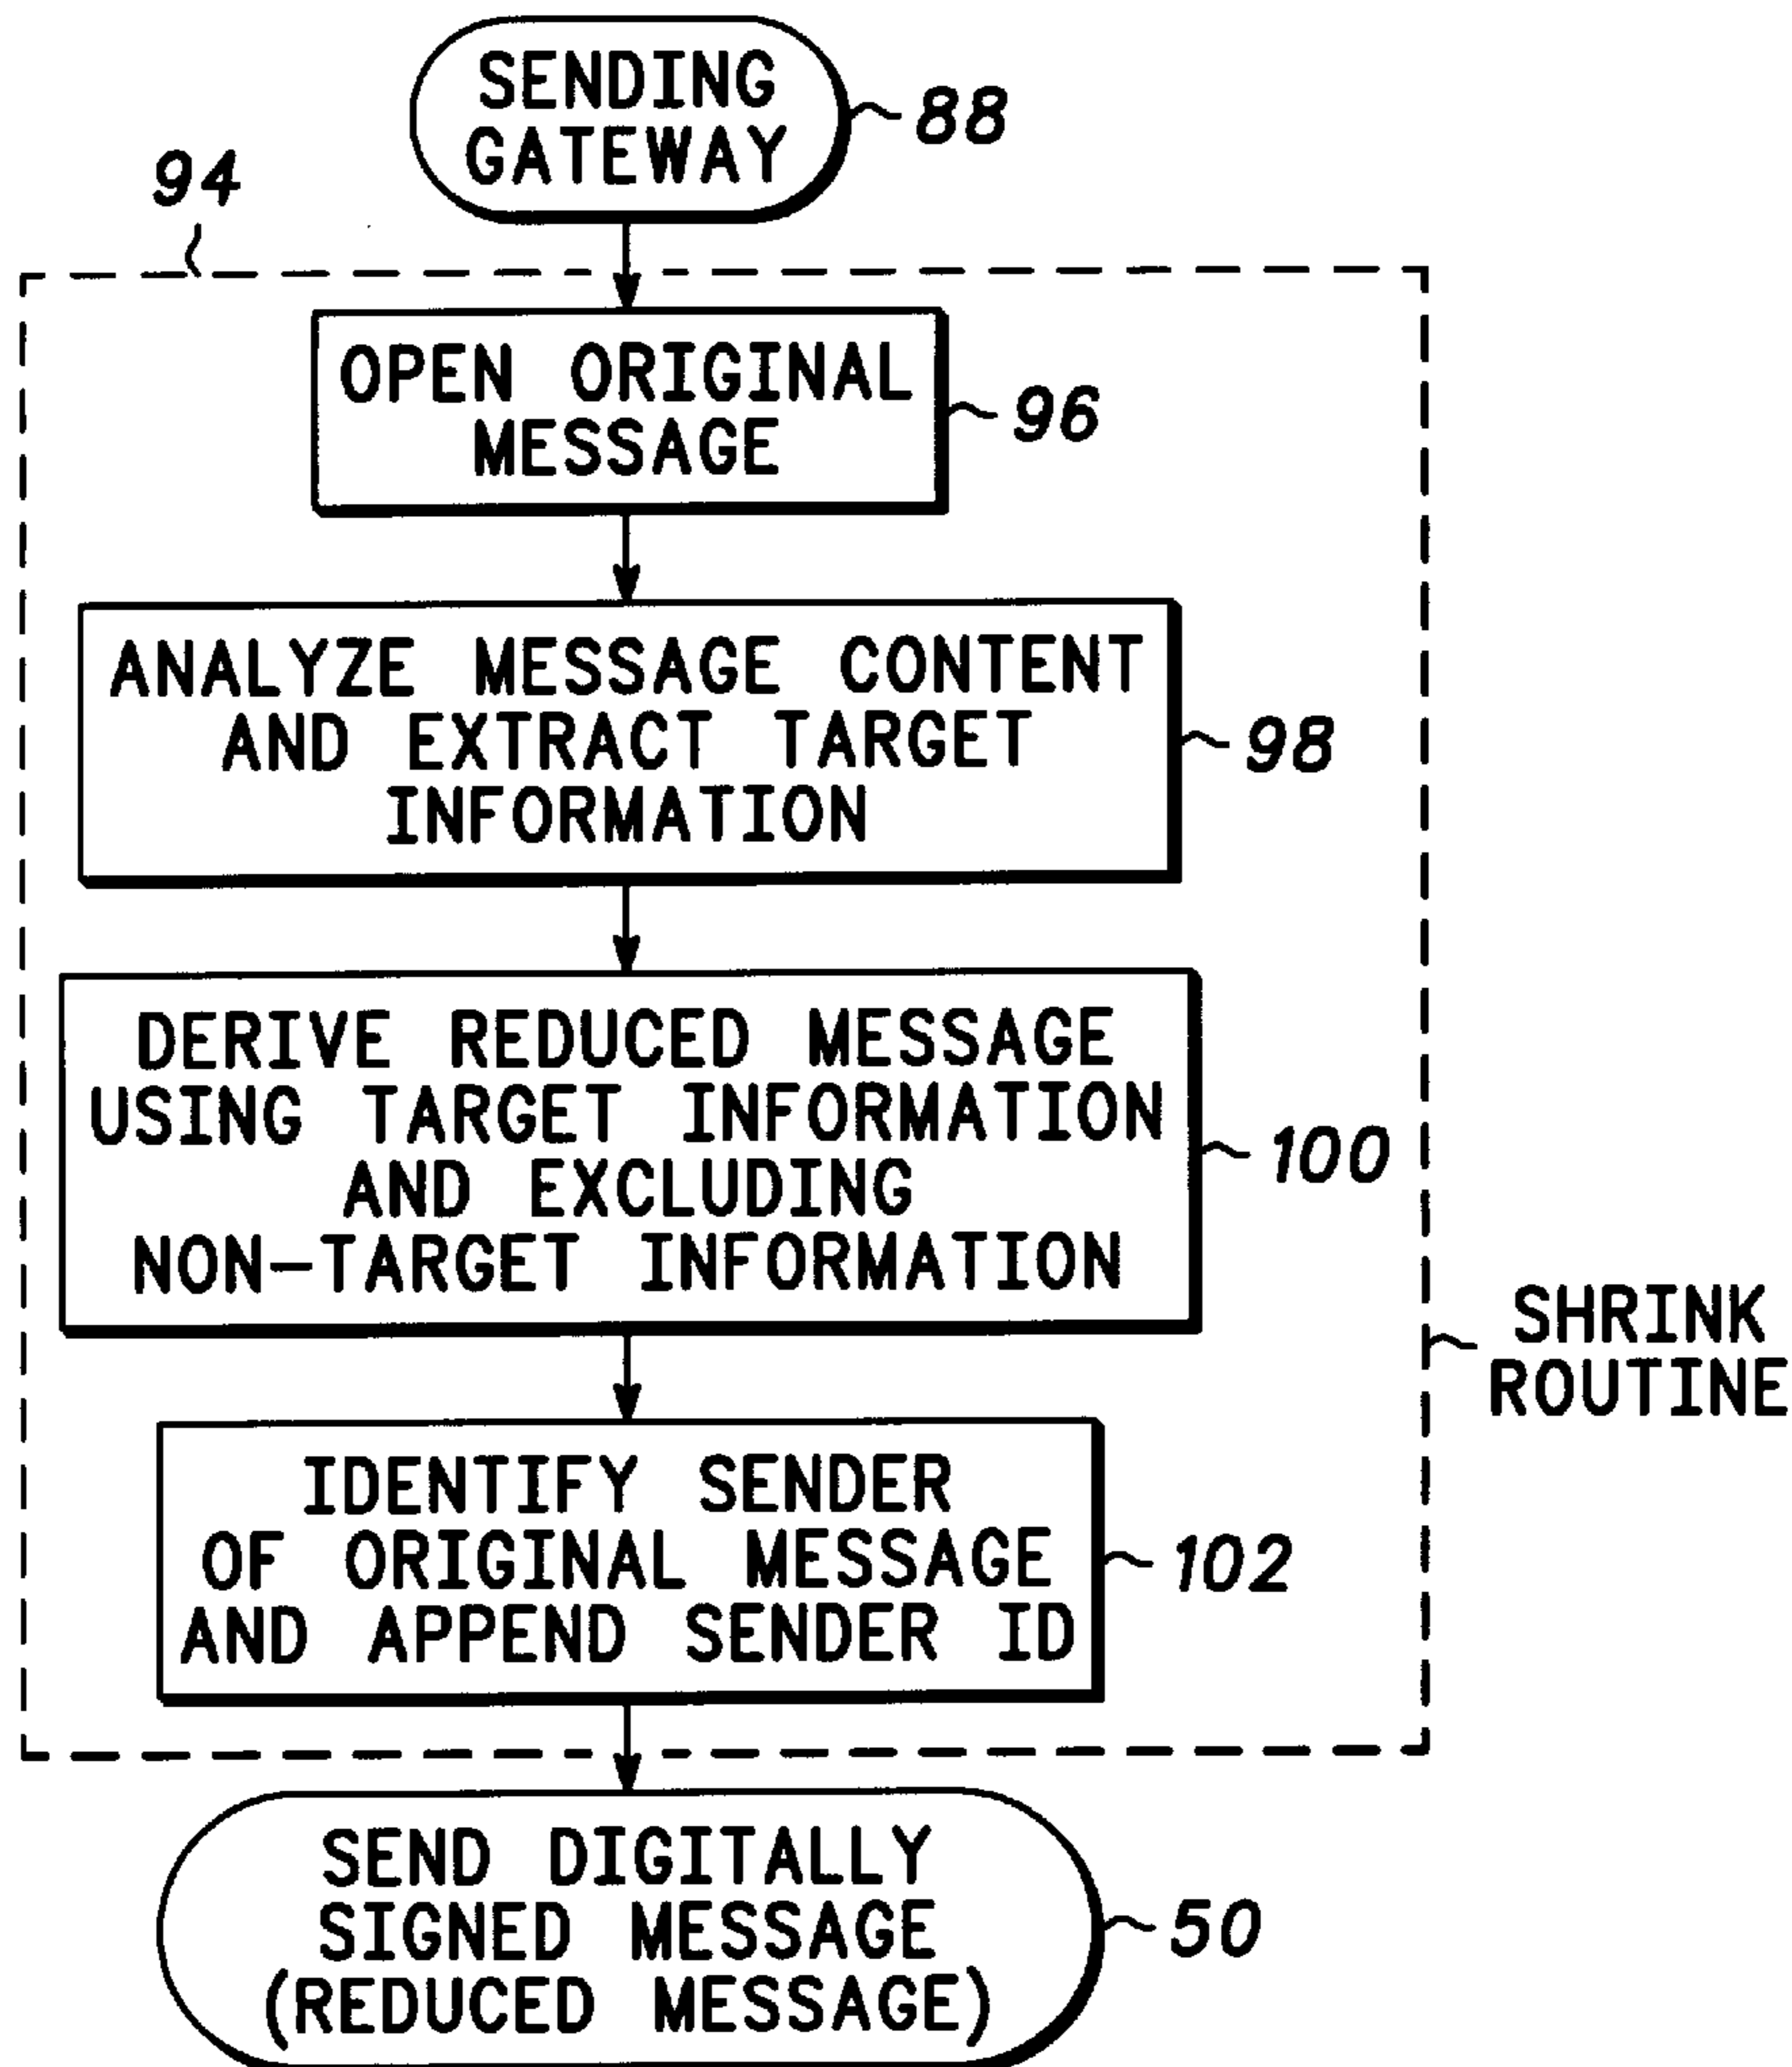 SENDING
GATEWAY
88
94
OPEN ORIGINAL
MESSAGE
96
ANALYZE MESSAGE CONTENT
AND EXTRACT TARGET
INFORMATION
98
DERIVE REDUCED MESSAGE
USING TARGET INFORMATION
AND EXCLUDING
NON-TARGET INFORMATION
100
SHRINK
ROUTINE
IDENTIFY SENDER
OF ORIGINAL MESSAGE
AND APPEND SENDER ID
102
SEND DIGITALLY
SIGNED MESSAGE
(REDUCED MESSAGE)
50